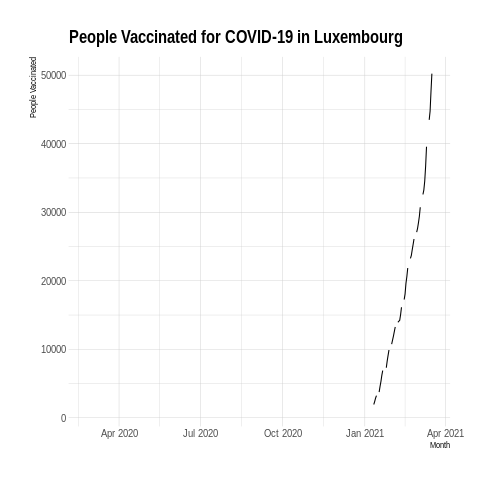 People Vaccinated for COVID-19 in Luxembourg
People Vaccinated
50000
40000
30000
20000
10000
0
Apr 2020 Jul 2020 Oct 2020 Jan 2021 Apr 2021
Month